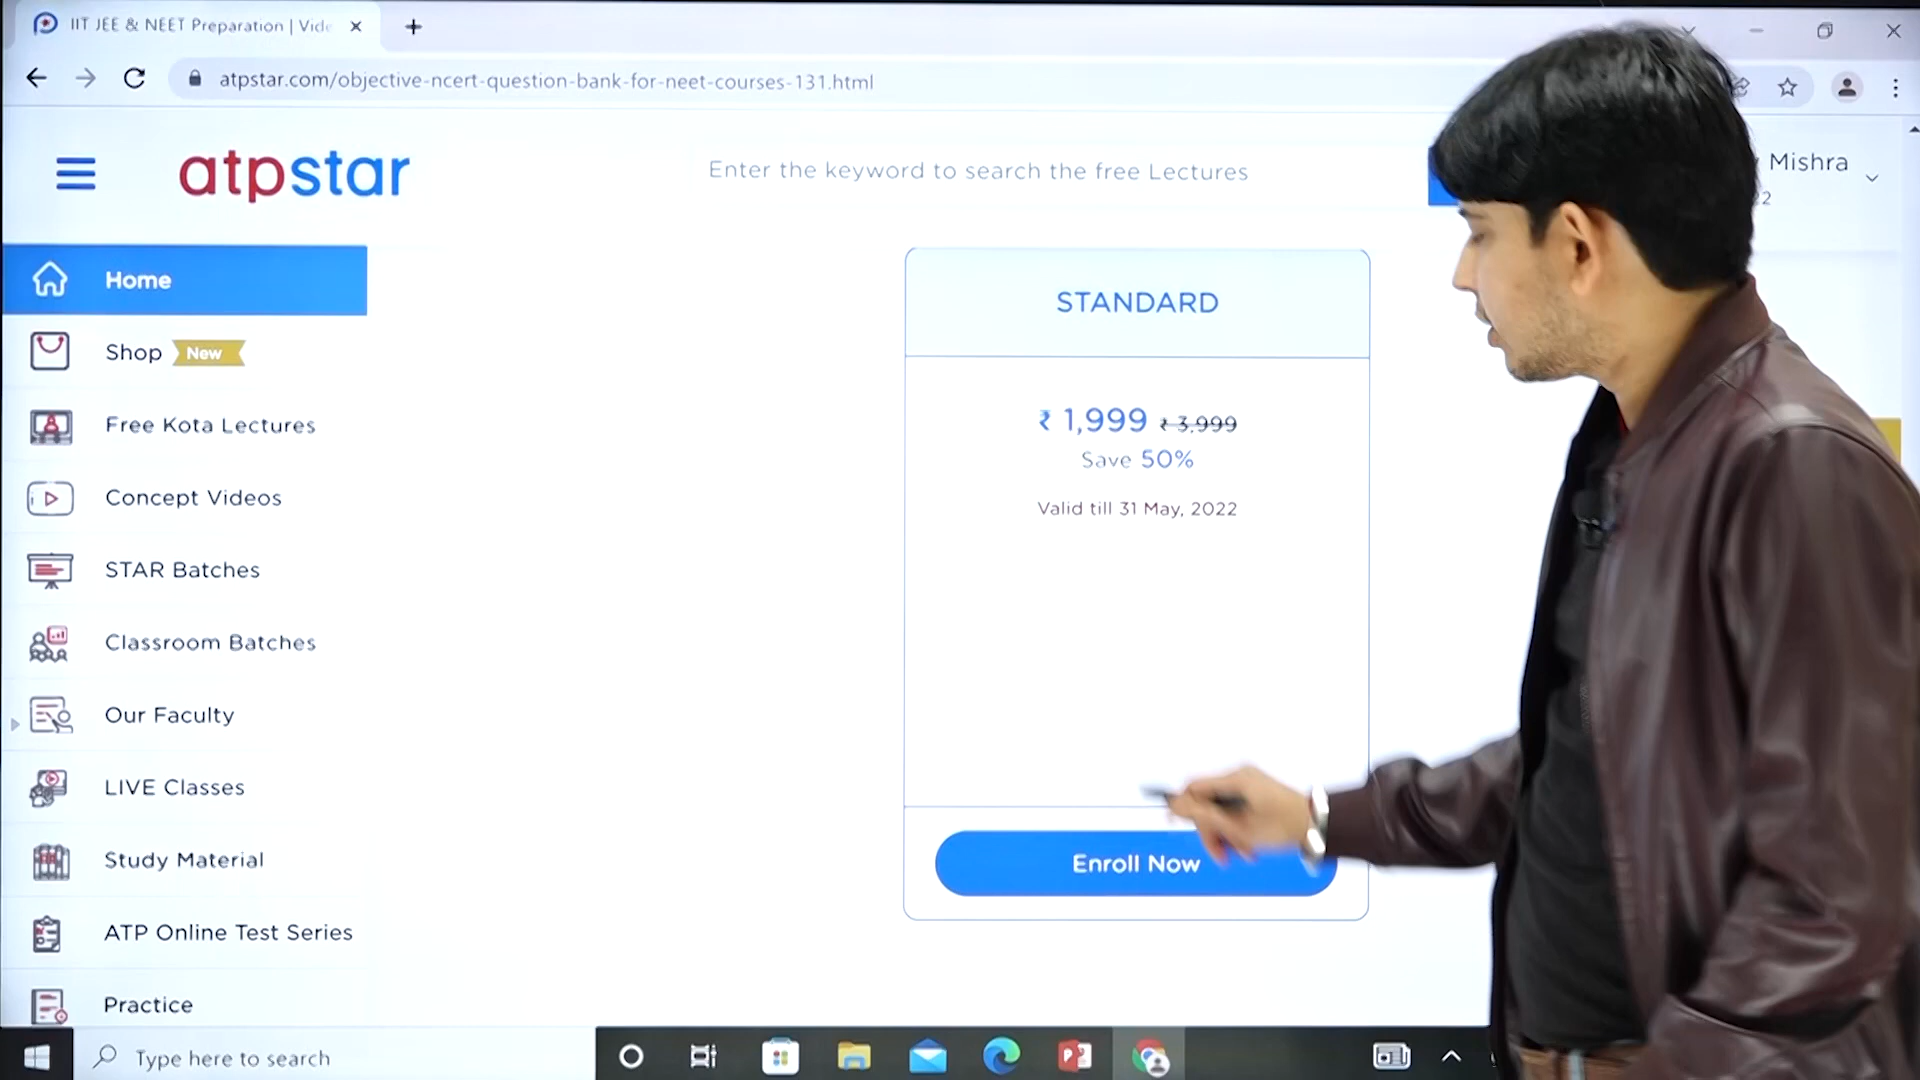 IIT JEE & NEET Preparation | Vide
atpstar.com/objective-ncert-question-bank-for-neet-courses-131.html
atpstar
Enter the keyword to search the free Lectures
Mishra
Home
STANDARD
Shop New
₹ 1,999 ₹ 3,999
Save 50%
Valid till 31 May, 2022
Free Kota Lectures
Concept Videos
STAR Batches
Classroom Batches
Our Faculty
LIVE Classes
Study Material
Enroll Now
ATP Online Test Series
Practice
Type here to search